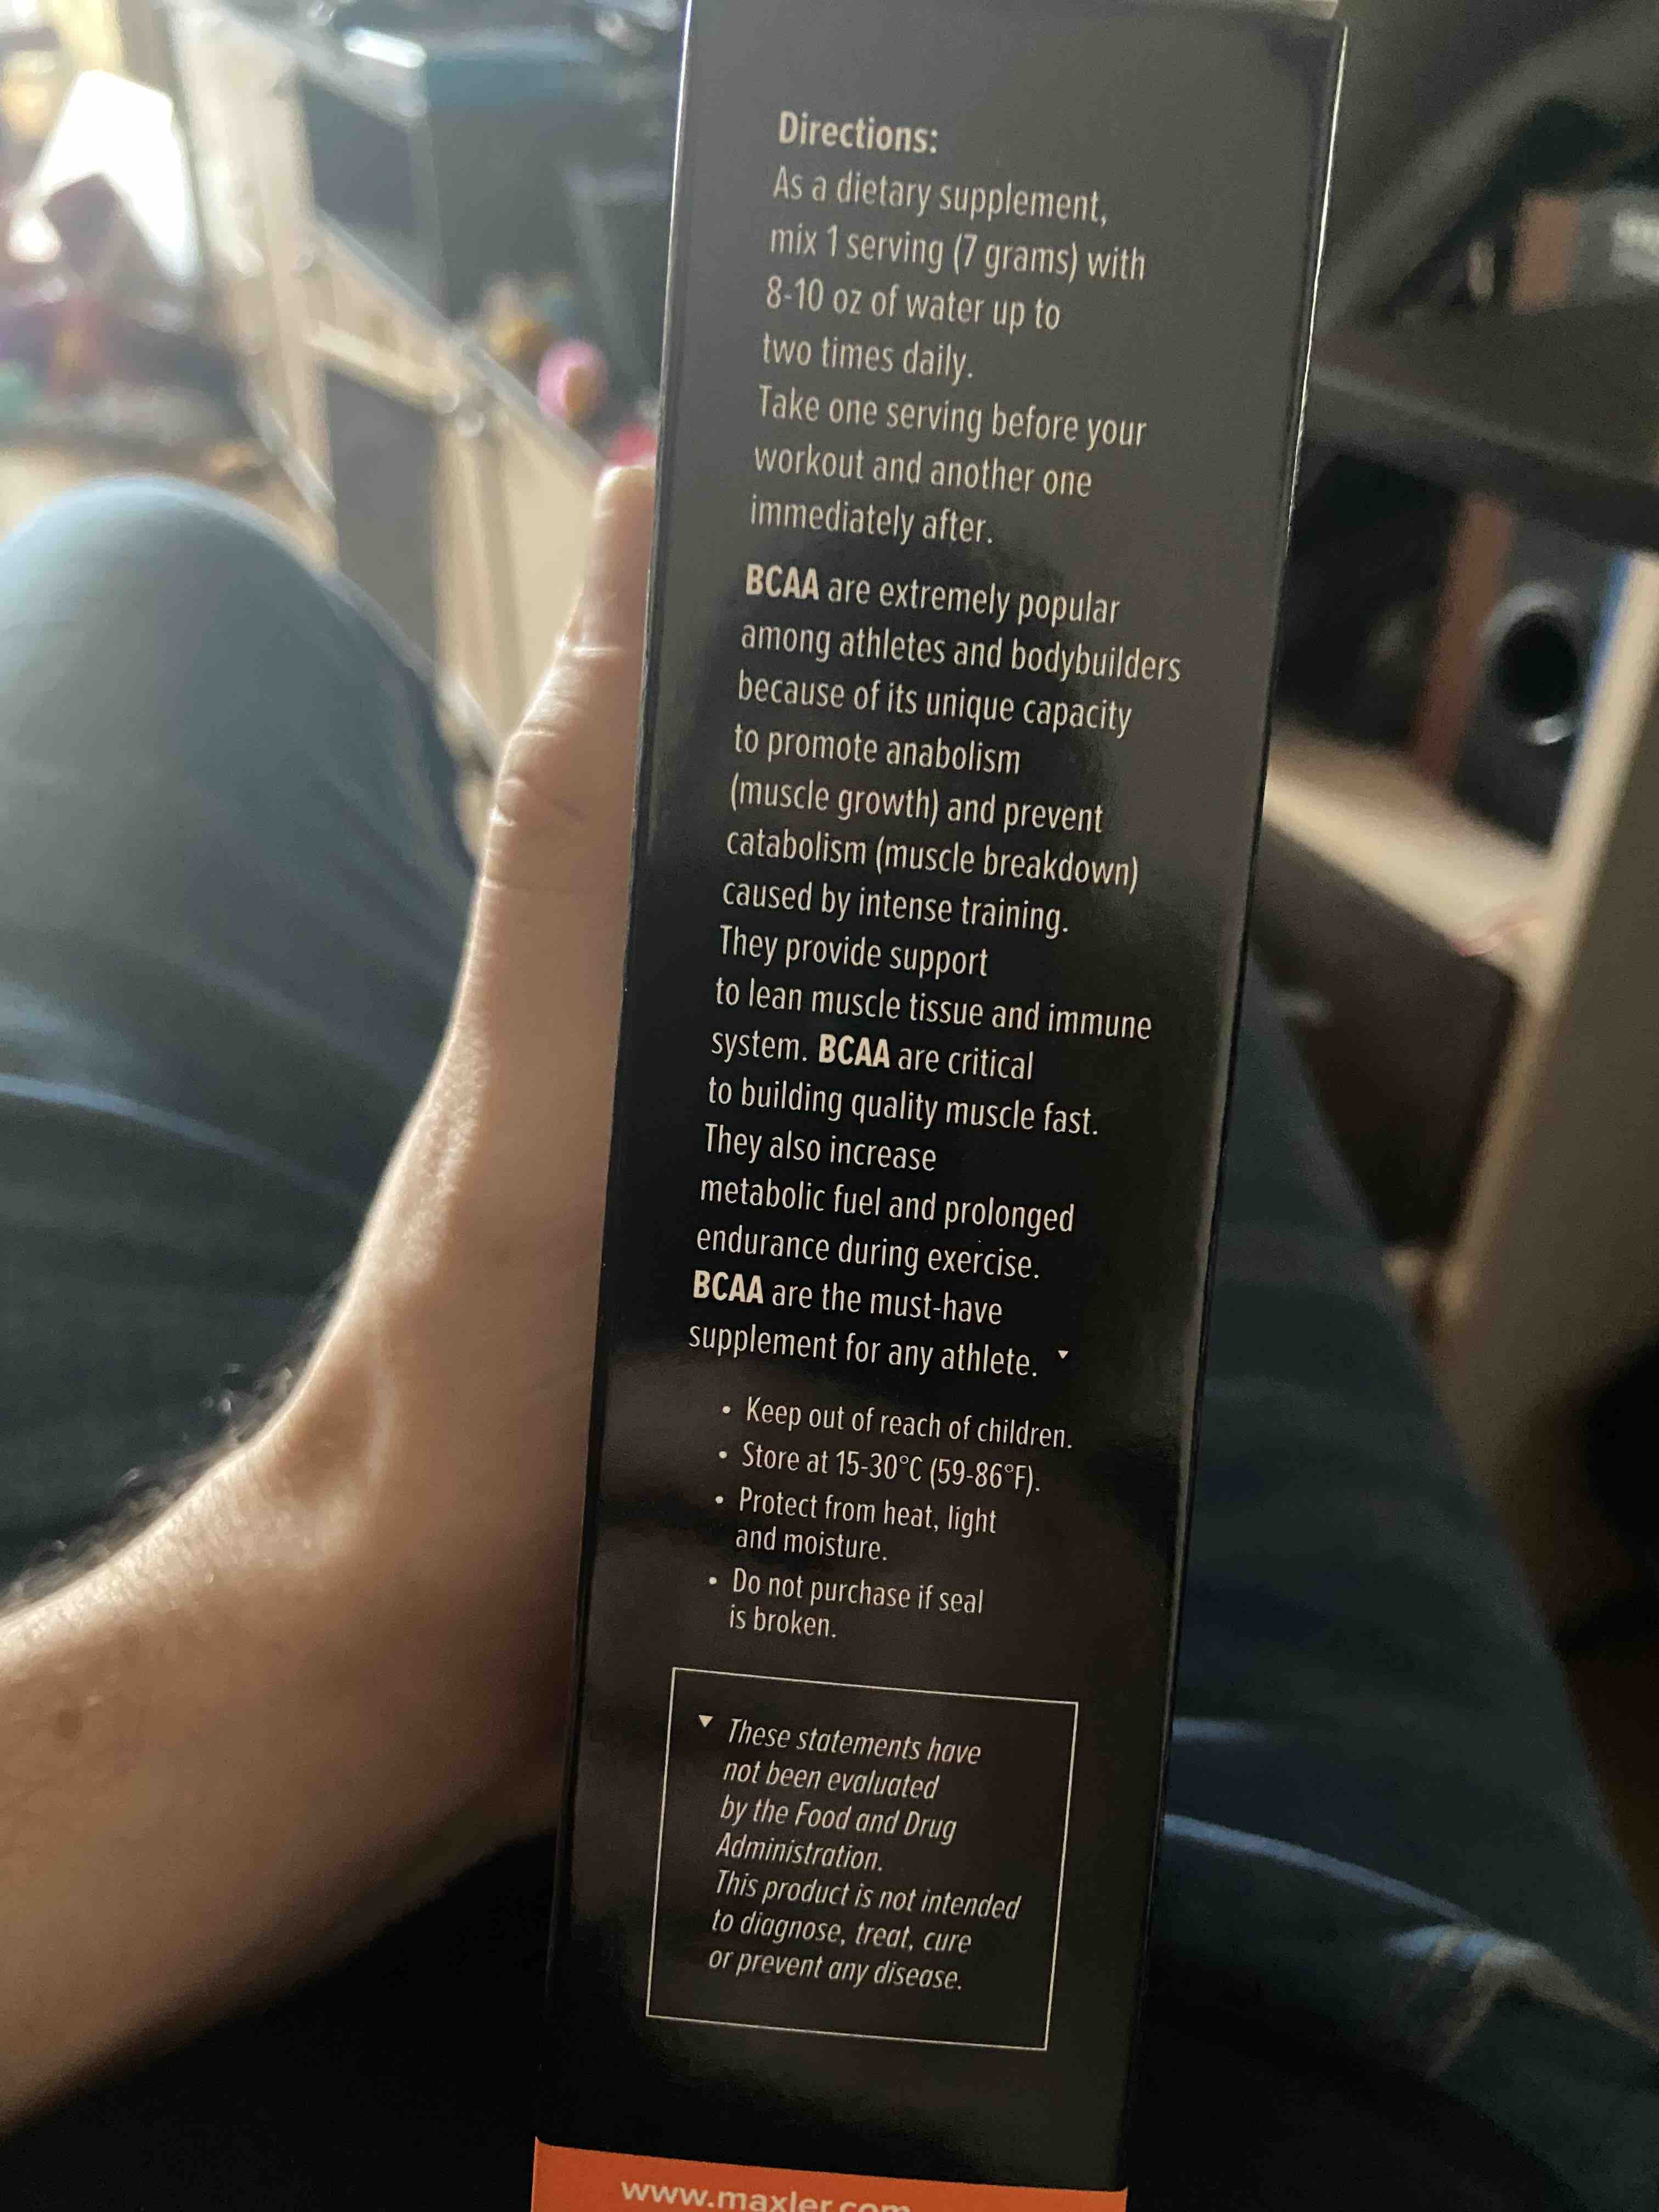 Directions:
As a dietary supplement,
mix 1 serving (7 grams) with
8-10 oz of water up to
two times daily.
Take one serving before your
workout and another one
immediately after.
BCAA are extremely popular
among athletes and bodybuilders
because of its unique capacity
to promote anabolism
(muscle growth) and prevent
catabolism (muscle breakdown)
caused by intense training.
They provide support
to lean muscle tissue and immune
system. BCAA are critical
to building quality muscle fast.
They also increase
metabolic fuel and prolonged
endurance during exercise.
BCAA are the must-have
supplement for any athlete. ▼
• Keep out of reach of children.
• Store at 15-30°C (59-86°F).
• Protect from heat, light
and moisture.
• Do not purchase if seal
is broken.
▼ These statements have
not been evaluated
by the Food and Drug
Administration.
This product is not intended
to diagnose, treat, cure
or prevent any disease.
www.maxler.com